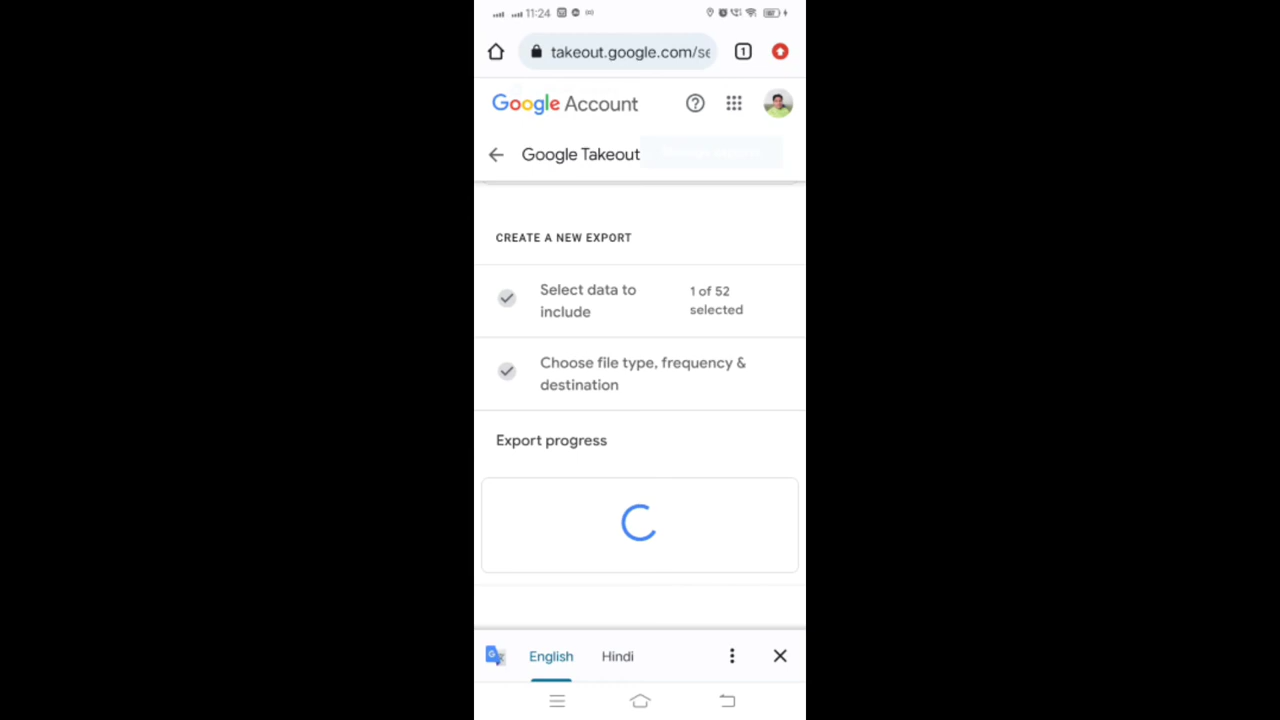 11:24
takeout.google.com/se
1
Google Account
Google Takeout
CREATE A NEW EXPORT
Select data to include
1 of 52 selected
Choose file type, frequency &
destination
Export progress
English Hindi